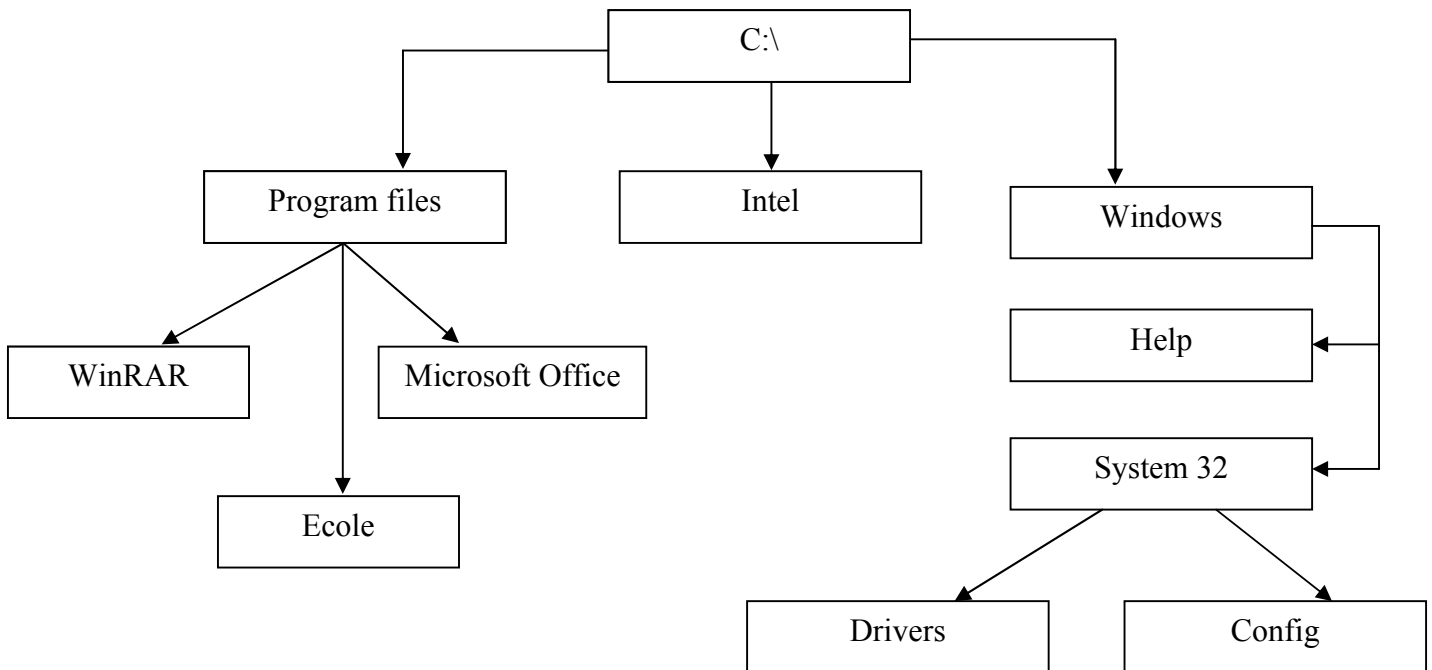 C:\
Program files
Intel
Windows
Help
WinRAR
Microsoft Office
System 32
Ecole
Drivers
Config